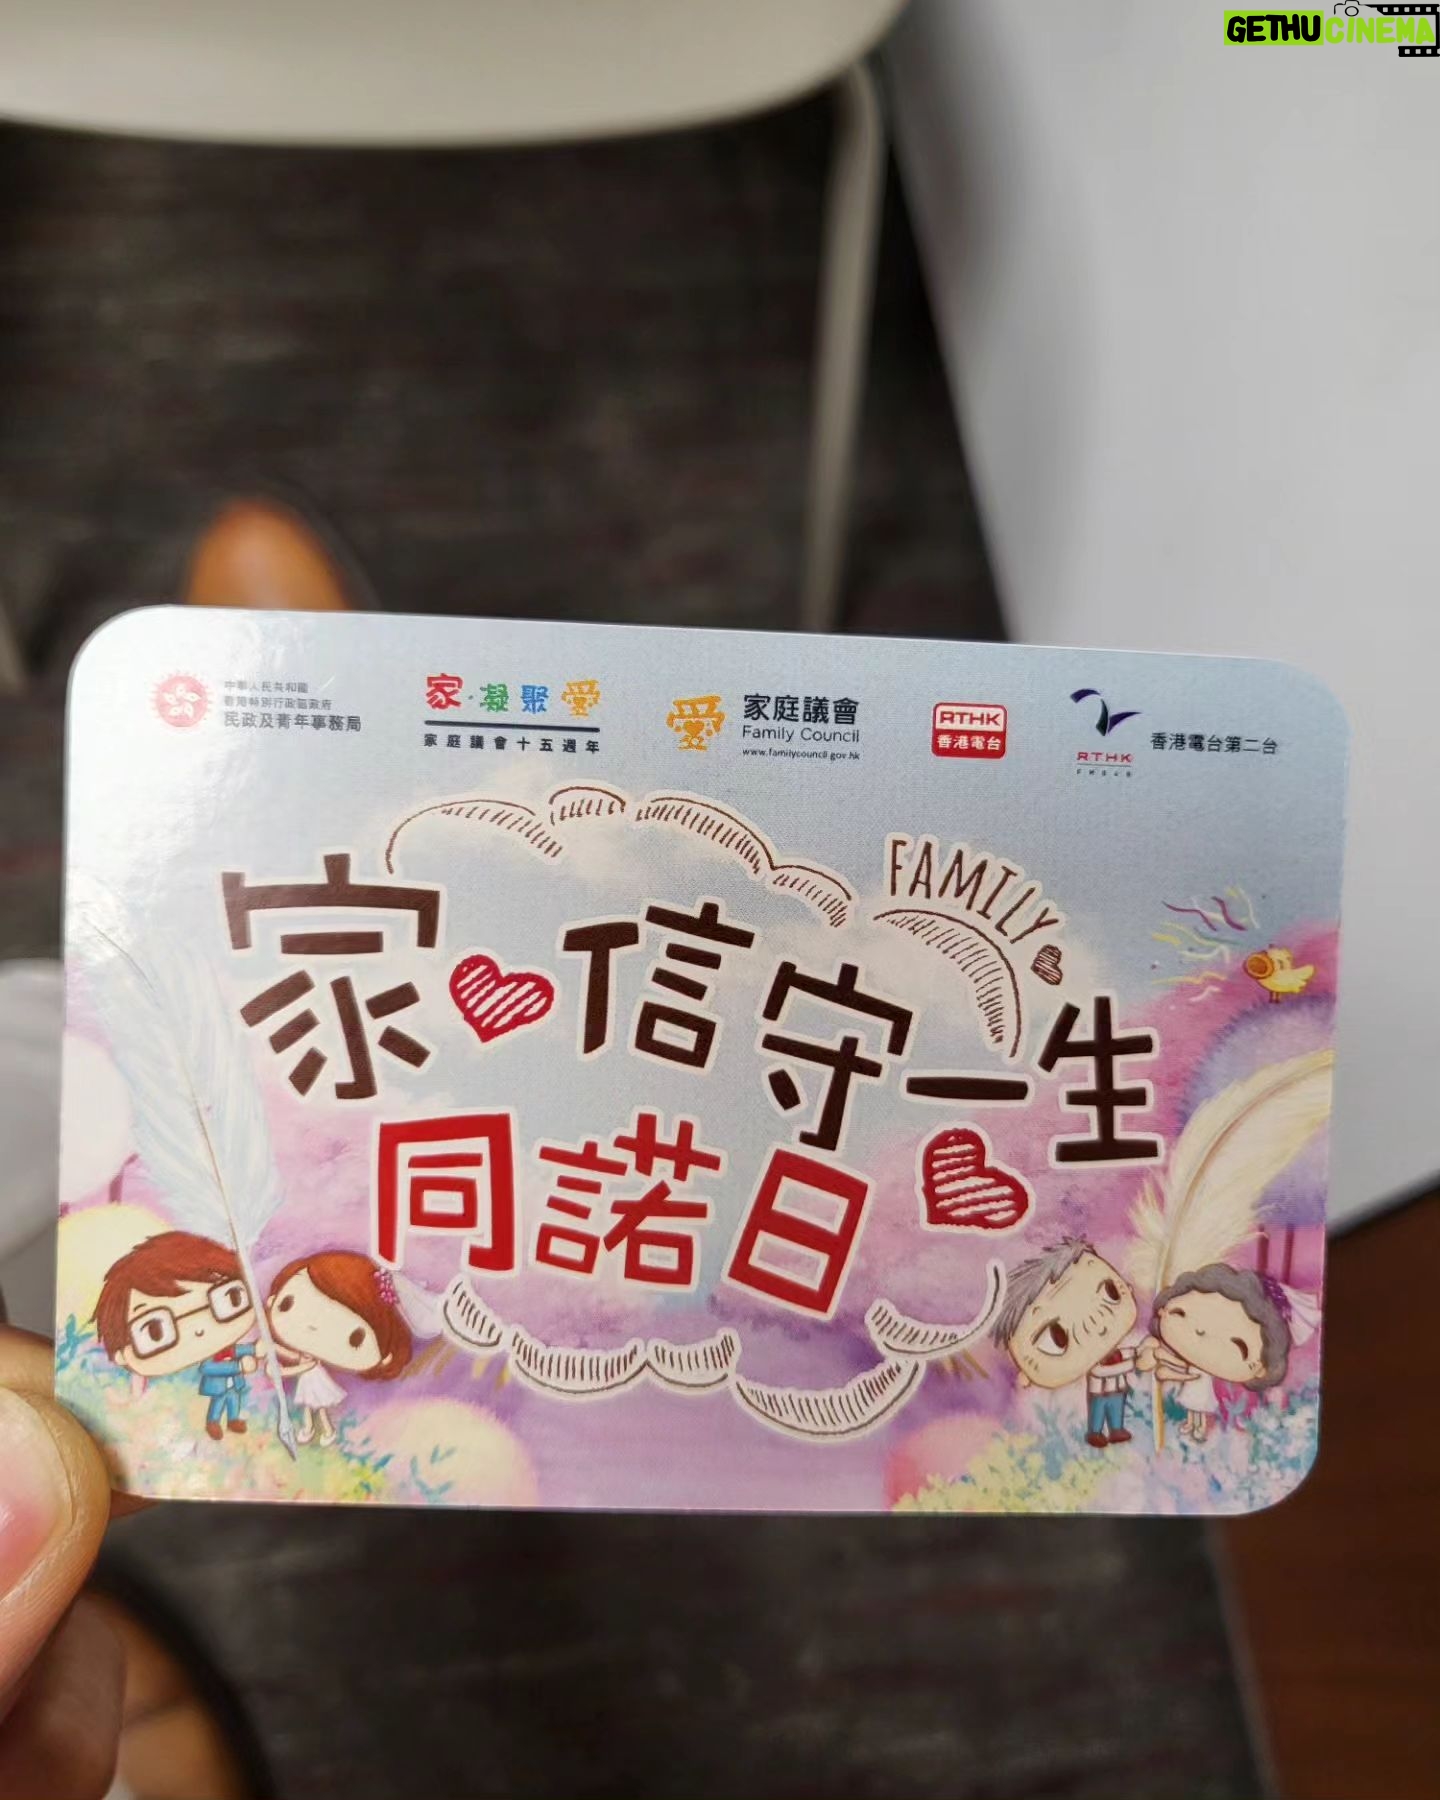 GETHUCINEMA
中華人民共和國
香港特別行政區政府
民政及青年事務局
家·凝聚愛
家庭議會十五週年
愛
家庭議會
Family Council
www.familycouncil.gov.hk
RTHK
香港電台
RTHK
香港電台第二台
FAMILY
家信守一生
同諾日